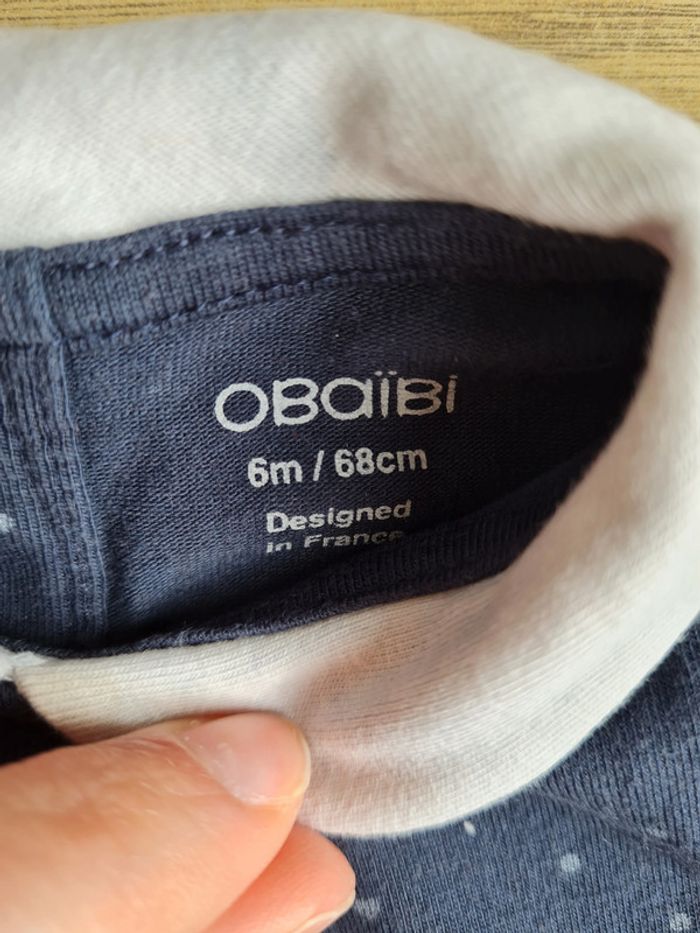 OBaïBi
6m / 68cm
Designed
in France